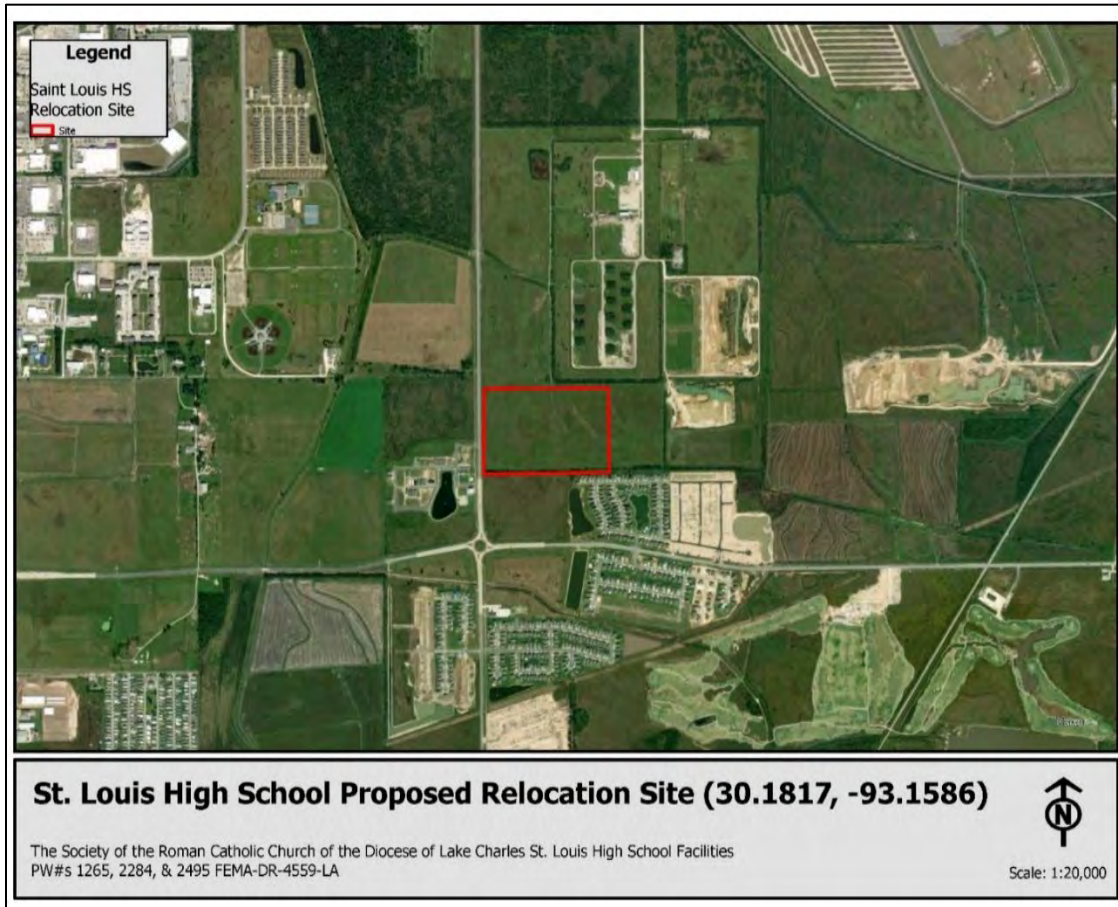 Legend
Saint Louis HS
Relocation Site
Site
St. Louis High School Proposed Relocation Site (30.1817, -93.1586)
N
The Society of the Roman Catholic Church of the Diocese of Lake Charles St. Louis High School Facilities
PW#s 1265, 2284, & 2495 FEMA-DR-4559-LA
Scale: 1:20,000